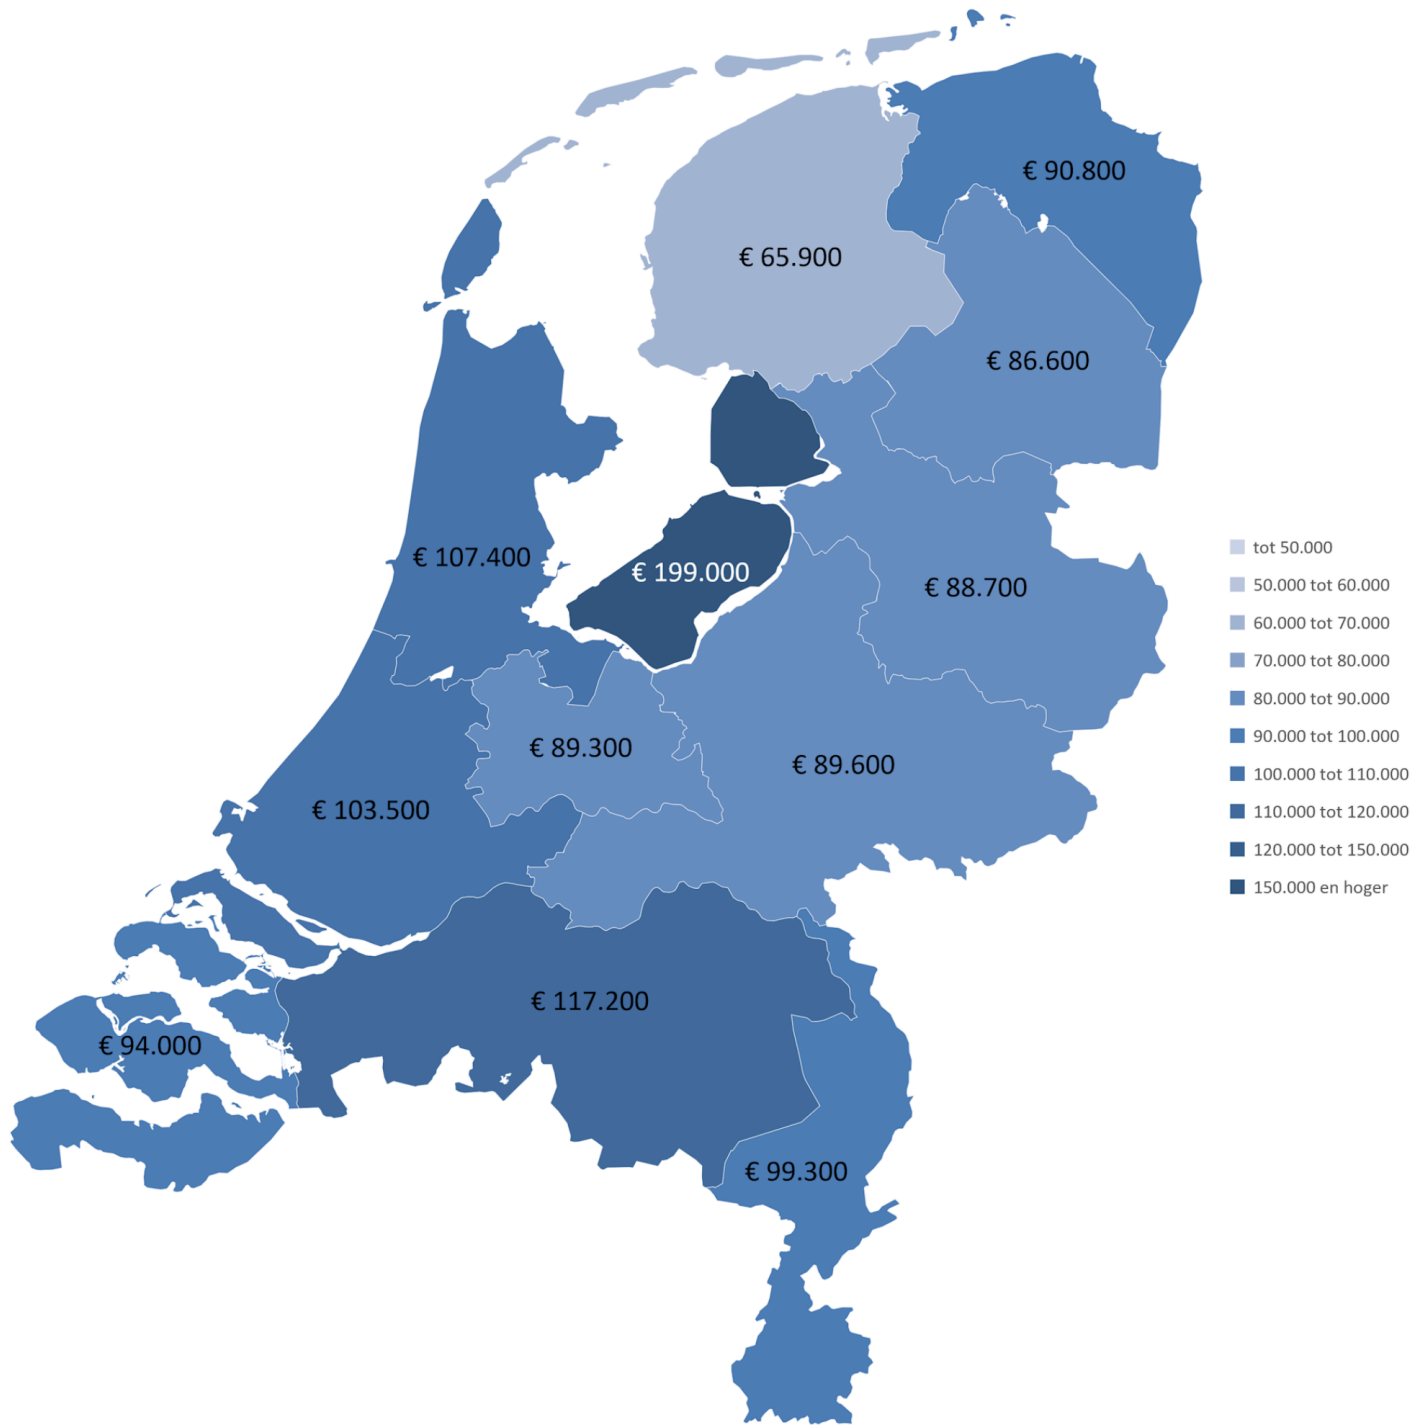 € 90.800
€ 65.900
€ 86.600
€ 107.400
€ 199.000
€ 88.700
€ 89.300
€ 89.600
€ 103.500
€ 117.200
€ 94.000
€ 99.300
tot 50.000
50.000 tot 60.000
60.000 tot 70.000
70.000 tot 80.000
80.000 tot 90.000
90.000 tot 100.000
100.000 tot 110.000
110.000 tot 120.000
120.000 tot 150.000
150.000 en hoger